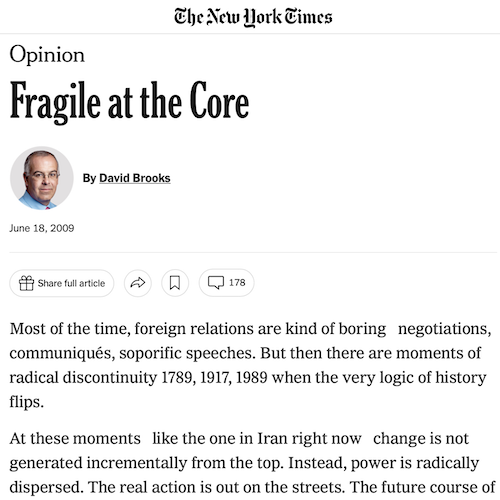 The New York Times
Opinion
Fragile at the Core
By David Brooks
June 18, 2009
Share full article
178
Most of the time, foreign relations are kind of boring negotiations,
communiqués, soporific speeches. But then there are moments of
radical discontinuity 1789, 1917, 1989 when the very logic of history
flips.
At these moments like the one in Iran right now change is not
generated incrementally from the top. Instead, power is radically
dispersed. The real action is out on the streets. The future course of